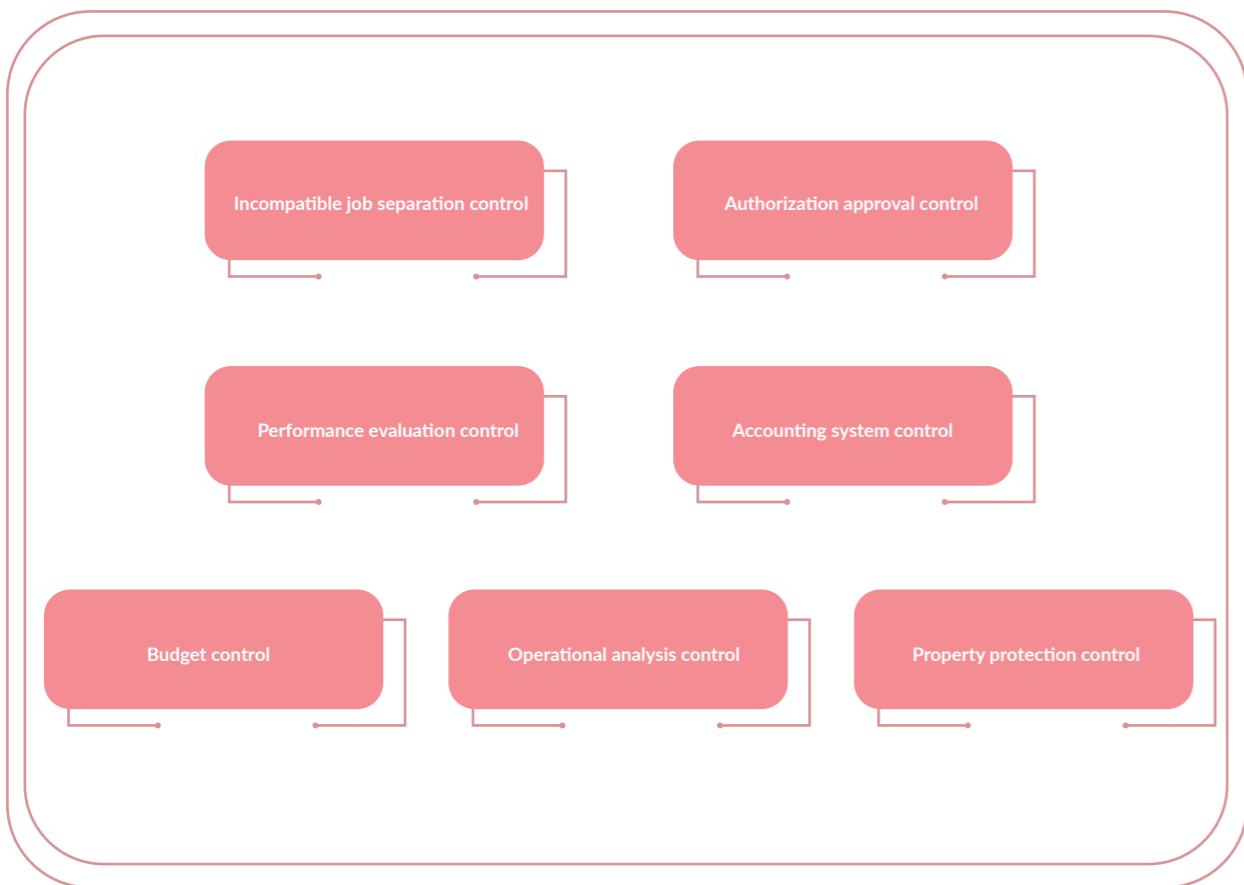 Incompatible job separation control
Authorization approval control
Performance evaluation control
Accounting system control
Budget control
Operational analysis control
Property protection control